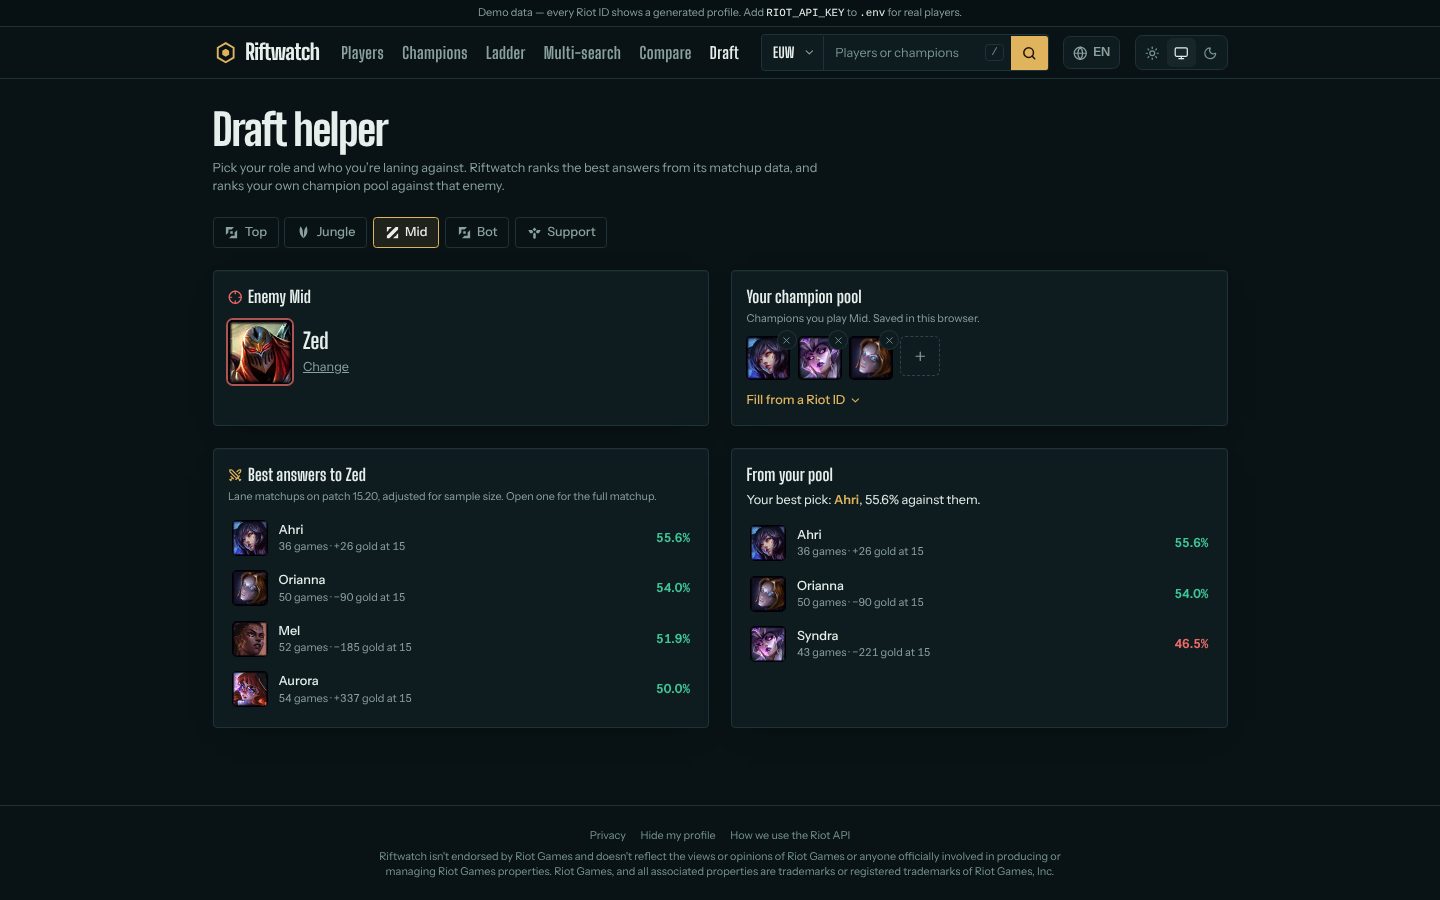 Demo data — every Riot ID shows a generated profile. Add RIOT_API_KEY to .env for real players.
Riftwatch Players Champions Ladder Multi-search Compare Draft EUW Players or champions / EN
Draft helper
Pick your role and who you're laning against. Riftwatch ranks the best answers from its matchup data, and
ranks your own champion pool against that enemy.
Top Jungle Mid Bot Support
Enemy Mid
Zed
Change
Your champion pool
Champions you play Mid. Saved in this browser.
Fill from a Riot ID
Best answers to Zed
Lane matchups on patch 15.20, adjusted for sample size. Open one for the full matchup.
Ahri
36 games · +26 gold at 15
55.6%
Orianna
50 games · −90 gold at 15
54.0%
Mel
52 games · −185 gold at 15
51.9%
Aurora
54 games · +337 gold at 15
50.0%
From your pool
Your best pick: Ahri, 55.6% against them.
Ahri
36 games · +26 gold at 15
55.6%
Orianna
50 games · −90 gold at 15
54.0%
Syndra
43 games · −221 gold at 15
46.5%
Privacy Hide my profile How we use the Riot API
Riftwatch isn't endorsed by Riot Games and doesn't reflect the views or opinions of Riot Games or anyone officially involved in producing or
managing Riot Games properties. Riot Games, and all associated properties are trademarks or registered trademarks of Riot Games, Inc.